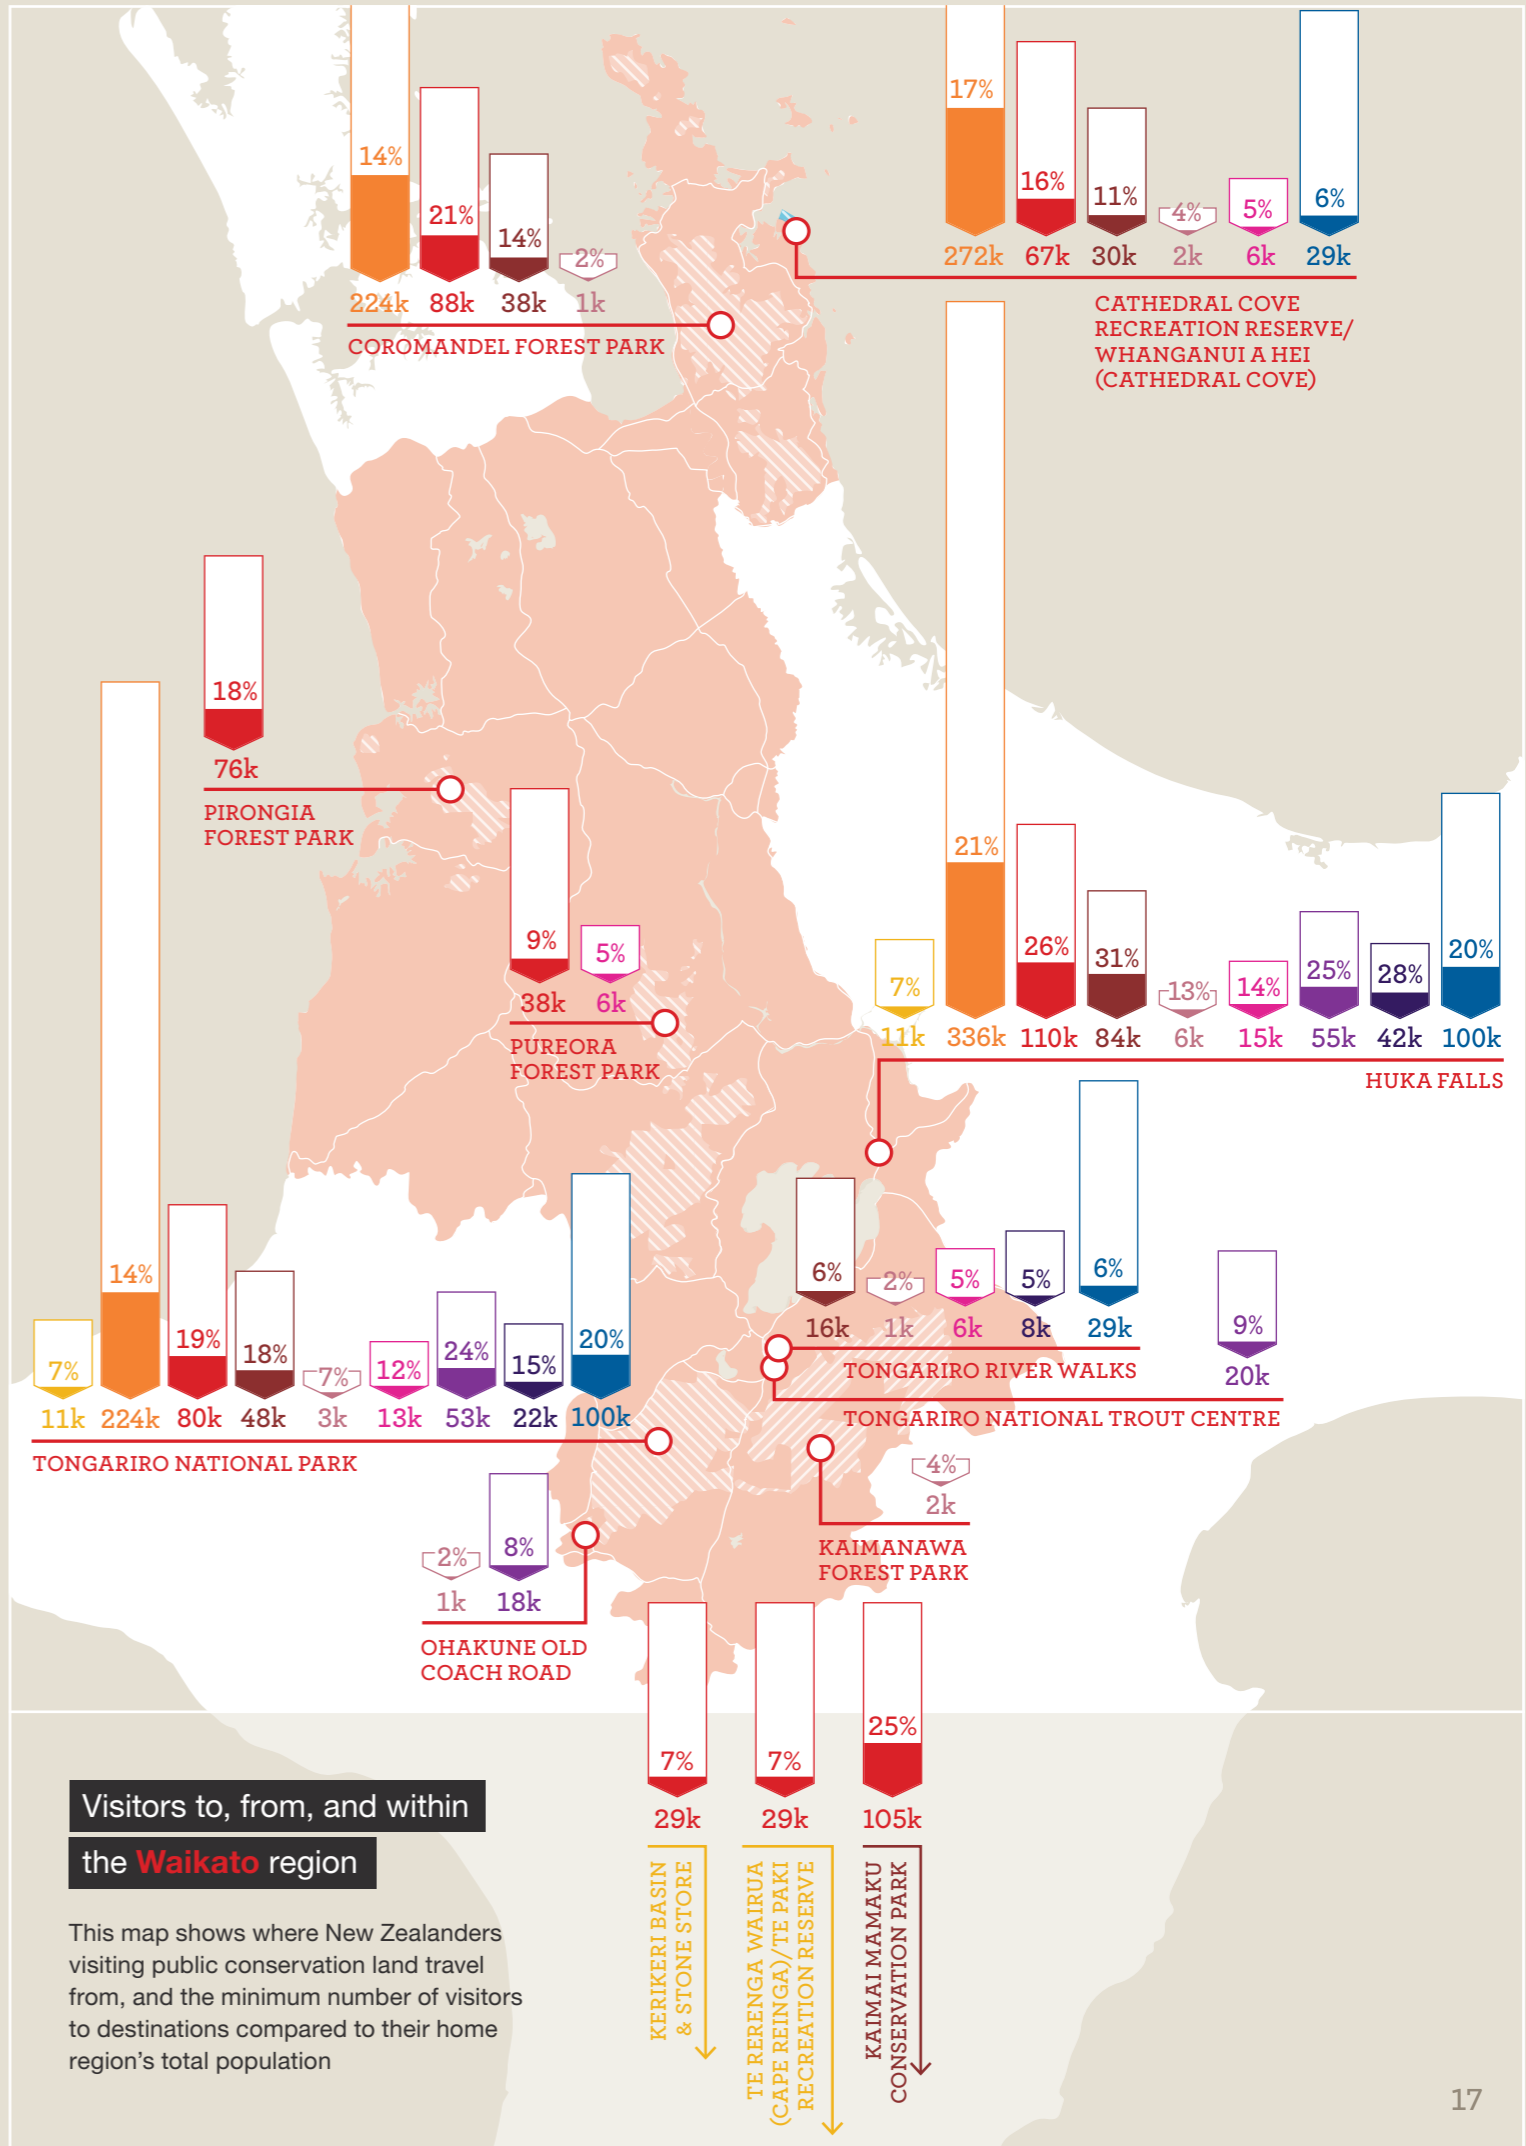 14%
21%
14%
2%
224k 88k 38k 1k
COROMANDEL FOREST PARK
17%
16%
11%
4%
5%
6%
272k 67k 30k 2k 6k 29k
CATHEDRAL COVE
RECREATION RESERVE/
WHANGANUI A HEI
(CATHEDRAL COVE)
18%
76k
PIRONGIA
FOREST PARK
9%
5%
38k 6k
PUREORA
FOREST PARK
7%
21%
26%
31%
13%
14%
25%
28%
20%
11k 336k 110k 84k 6k 15k 55k 42k 100k
HUKA FALLS
7%
14%
19%
18%
7%
12%
24%
15%
20%
11k 224k 80k 48k 3k 13k 53k 22k 100k
TONGARIRO NATIONAL PARK
6%
2%
5%
5%
6%
16k 1k 6k 8k 29k
TONGARIRO RIVER WALKS
9%
20k
TONGARIRO NATIONAL TROUT CENTRE
4%
2k
KAIMANAWA
FOREST PARK
2%
8%
1k 18k
OHAKUNE OLD
COACH ROAD
7%
7%
25%
29k
29k
105k
KERIKERI BASIN
& STONE STORE
TE RERENGA WAIRUA
(CAPE REINGA)/TE PAKI
RECREATION RESERVE
KAIMAI MAMAKU
CONSERVATION PARK
Visitors to, from, and within
the Waikato region
This map shows where New Zealanders
visiting public conservation land travel
from, and the minimum number of visitors
to destinations compared to their home
region's total population
17